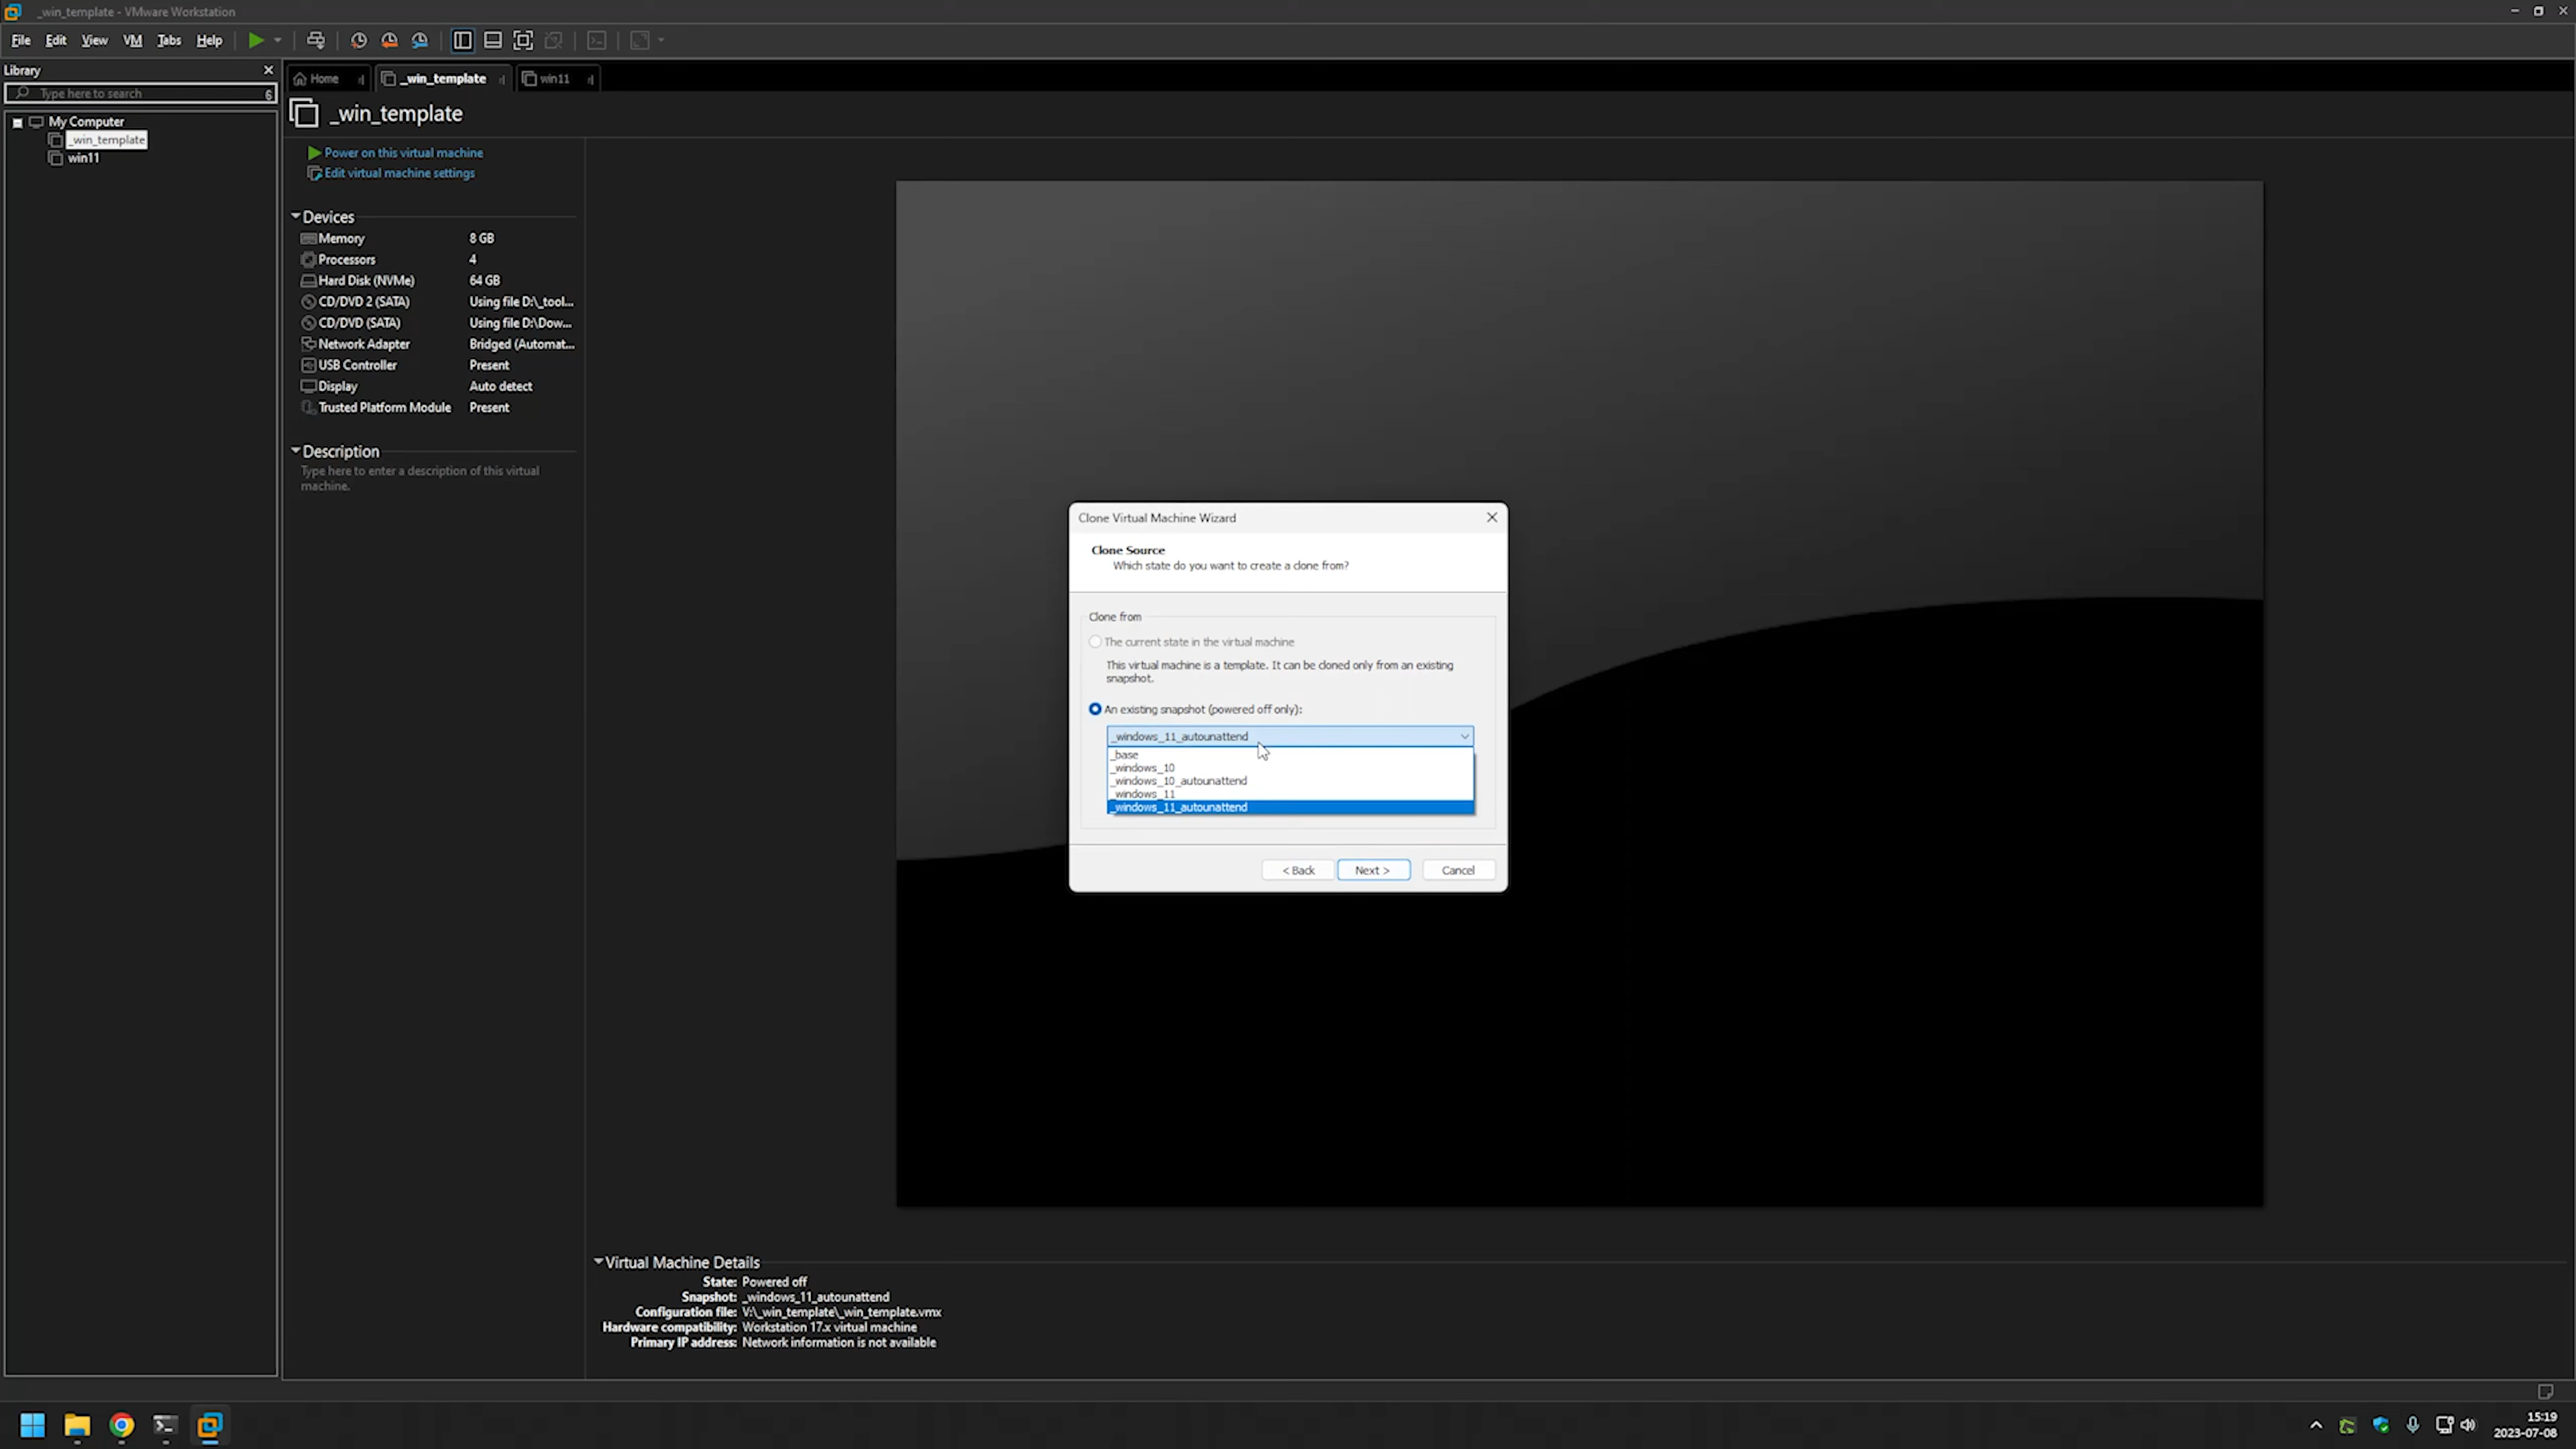 _win_template - VMware Workstation
File Edit View VM Tabs Help
Library
Type here to search
My Computer
_win_template
win11
Home
_win_template
win11
_win_template
Power on this virtual machine
Edit virtual machine settings
Devices
Memory 8 GB
Processors 4
Hard Disk (NVMe) 64 GB
CD/DVD 2 (SATA) Using file D:\_tool...
CD/DVD (SATA) Using file D:\Dow...
Network Adapter Bridged (Automat...
USB Controller Present
Display Auto detect
Trusted Platform Module Present
Description
Type here to enter a description of this virtual
machine.
Clone Virtual Machine Wizard
Clone Source
Which state do you want to create a clone from?
Clone from
The current state in the virtual machine
This virtual machine is a template. It can be cloned only from an existing
snapshot.
An existing snapshot (powered off only):
_windows_11_autounattend
_base
_windows_10
_windows_10_autounattend
_windows_11
_windows_11_autounattend
< Back Next > Cancel
Virtual Machine Details
State: Powered off
Snapshot: _windows_11_autounattend
Configuration file: V:\_win_template\_win_template.vmx
Hardware compatibility: Workstation 17.x virtual machine
Primary IP address: Network information is not available
15:19
2023-07-08